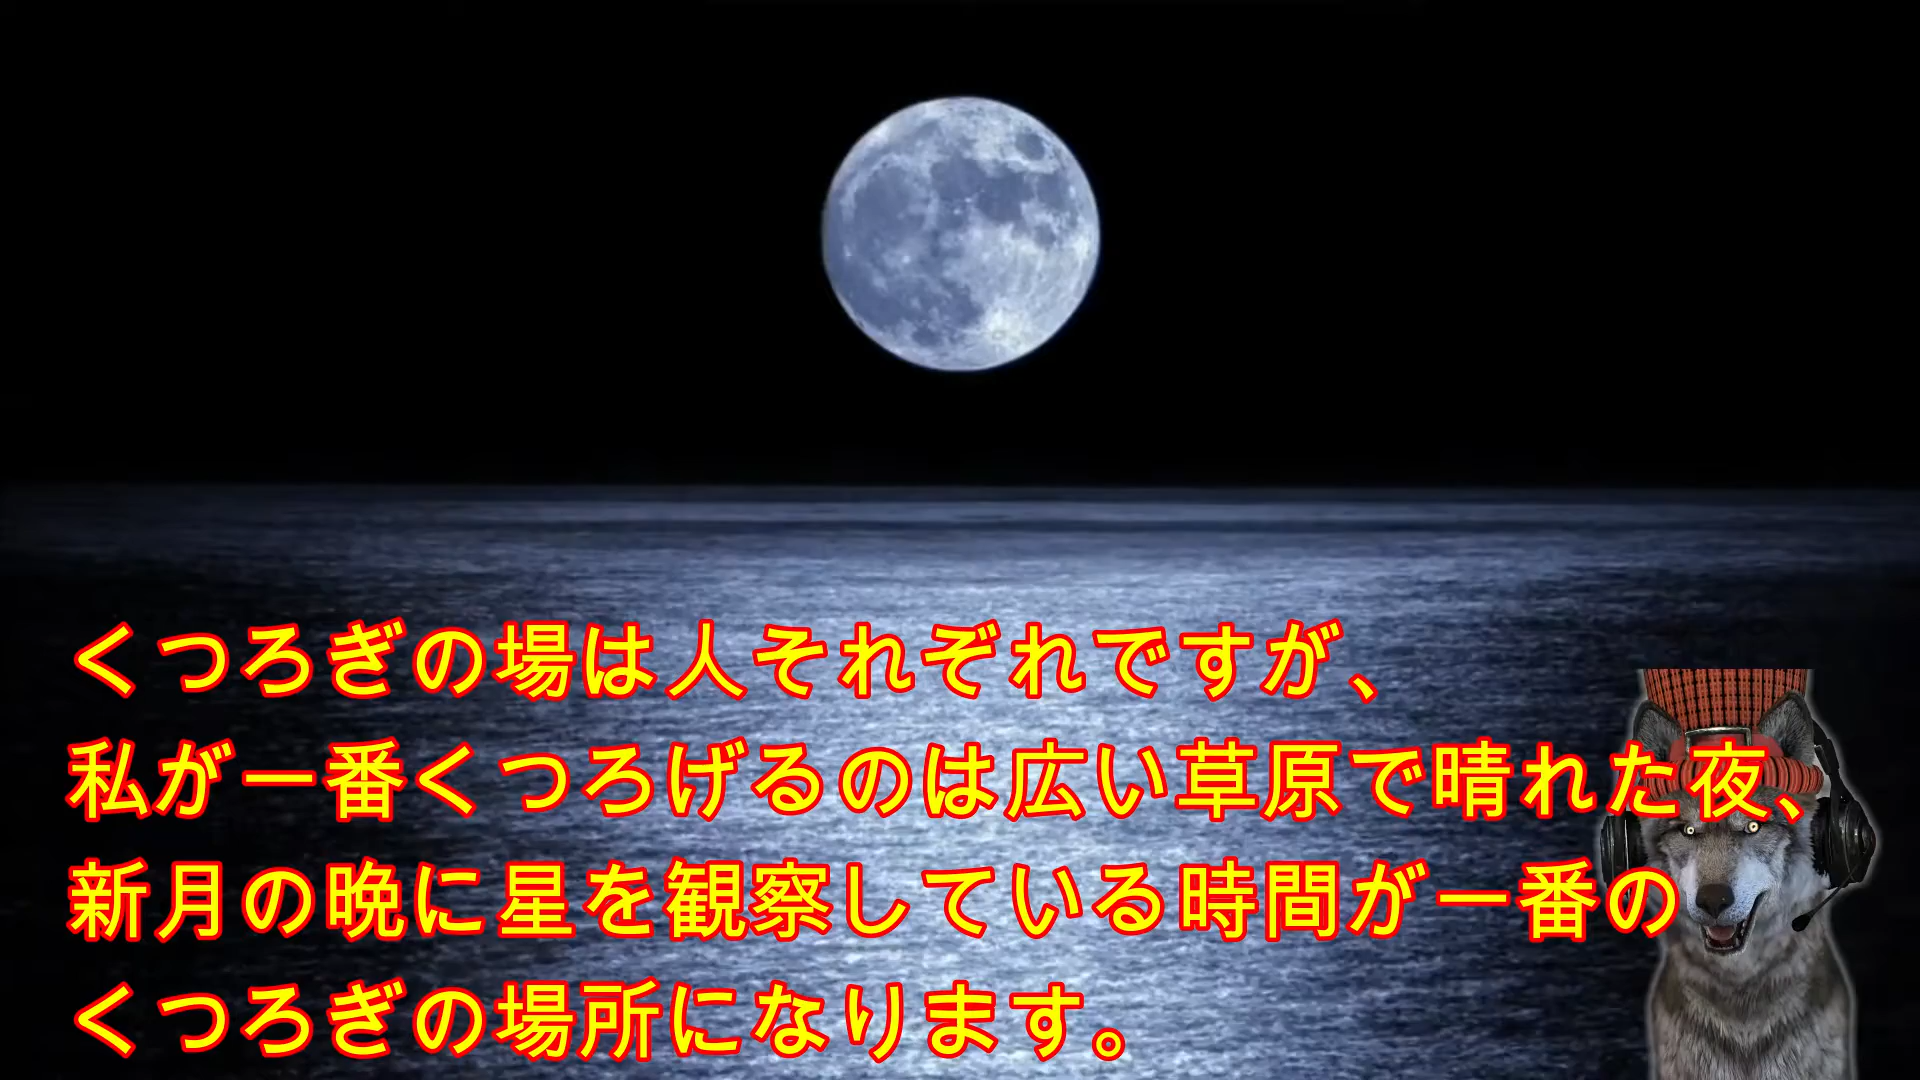 くつろぎの場は人それぞれですが、
私が一番くつろげるのは広い草原で晴れた夜、
新月の晩に星を観察している時間が一番の
くつろぎの場所になります。